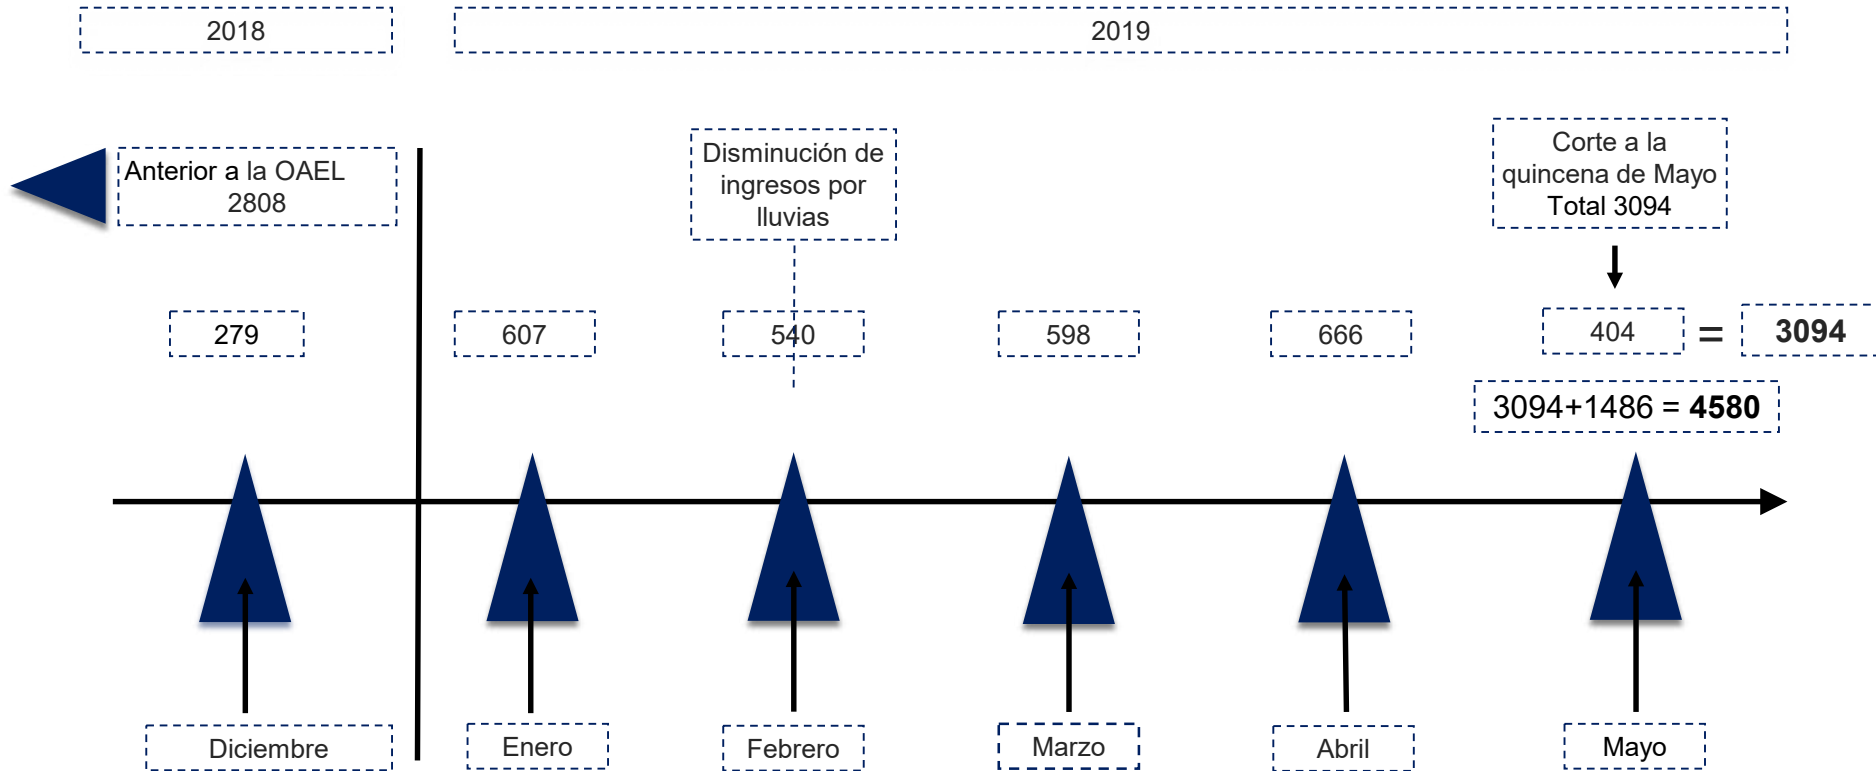 2018
2019
Anterior a la OAEL
2808
Disminución de
ingresos por
lluvias
Corte a la
quincena de Mayo
Total 3094
279
607
540
598
666
404
=
3094
3094+1486 = 4580
Diciembre
Enero
Febrero
Marzo
Abril
Mayo